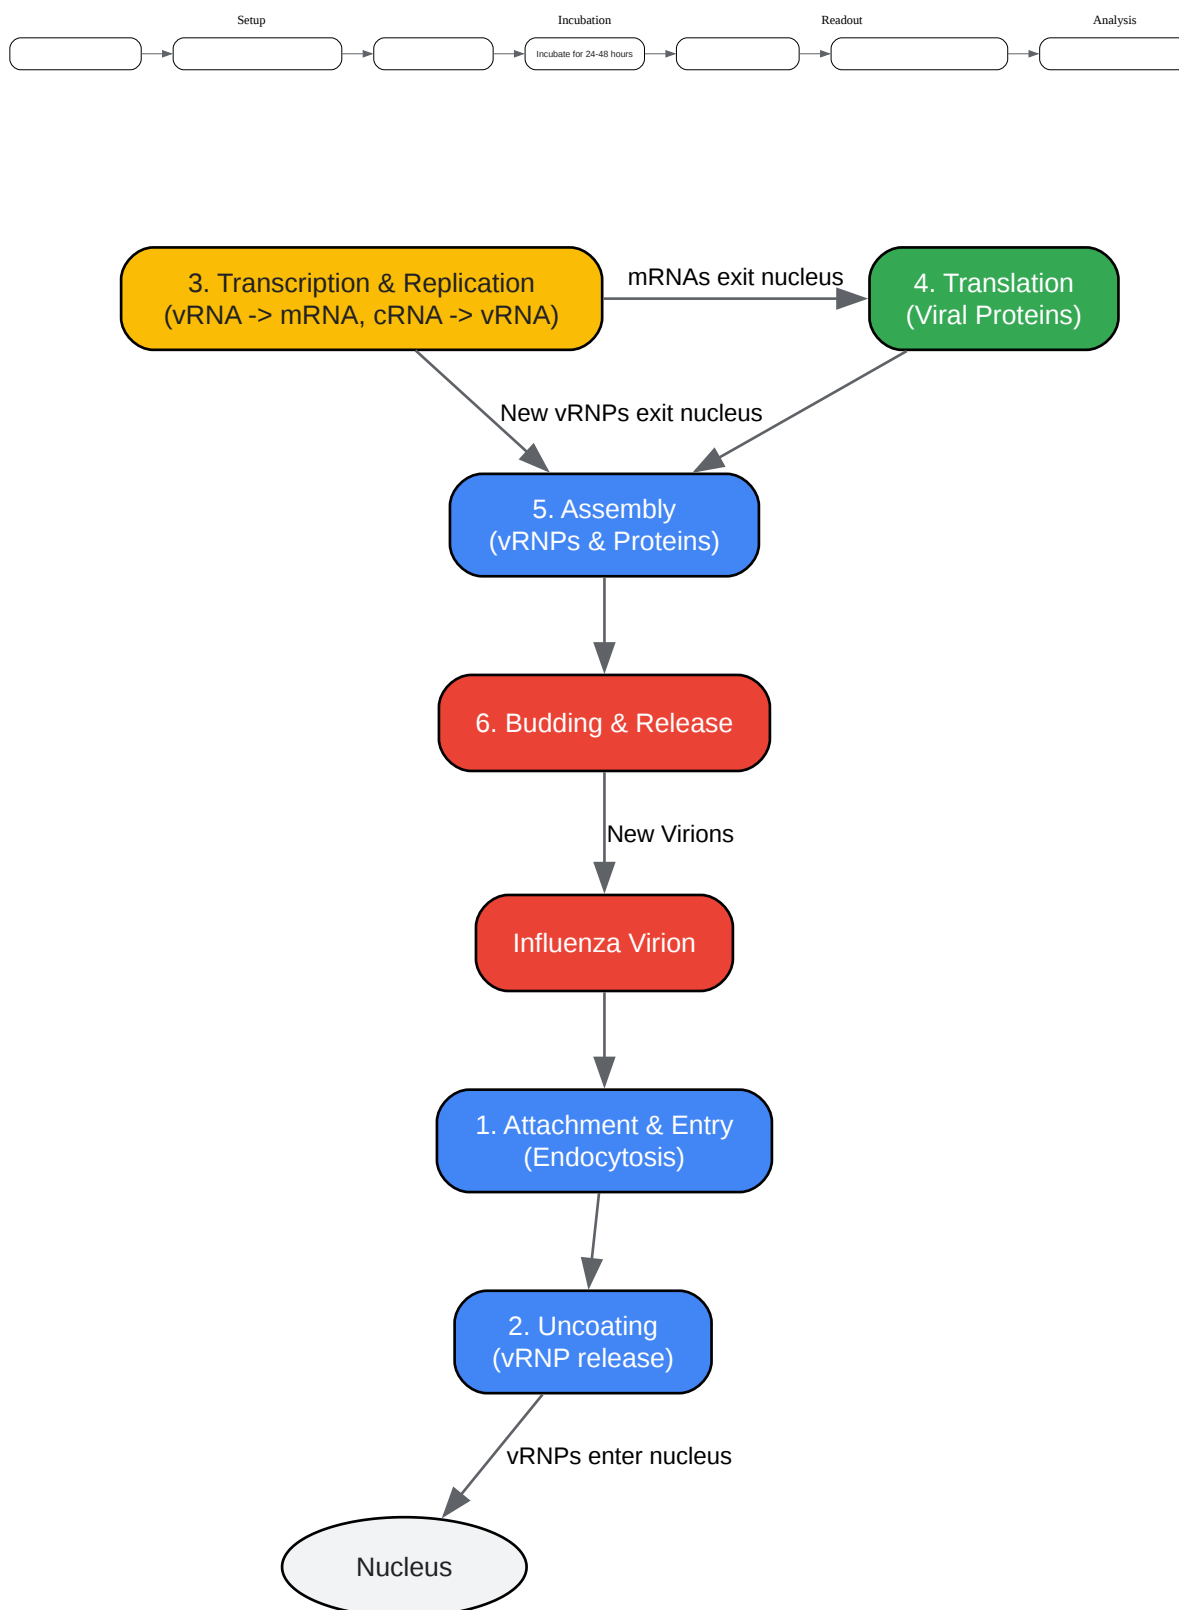 Setup
Incubation
Readout
Analysis
Incubate for 24-48 hours
3. Transcription & Replication
(vRNA -> mRNA, cRNA -> vRNA)
mRNAs exit nucleus
4. Translation
(Viral Proteins)
New vRNPs exit nucleus
5. Assembly
(vRNPs & Proteins)
6. Budding & Release
New Virions
Influenza Virion
1. Attachment & Entry
(Endocytosis)
2. Uncoating
(vRNP release)
vRNPs enter nucleus
Nucleus